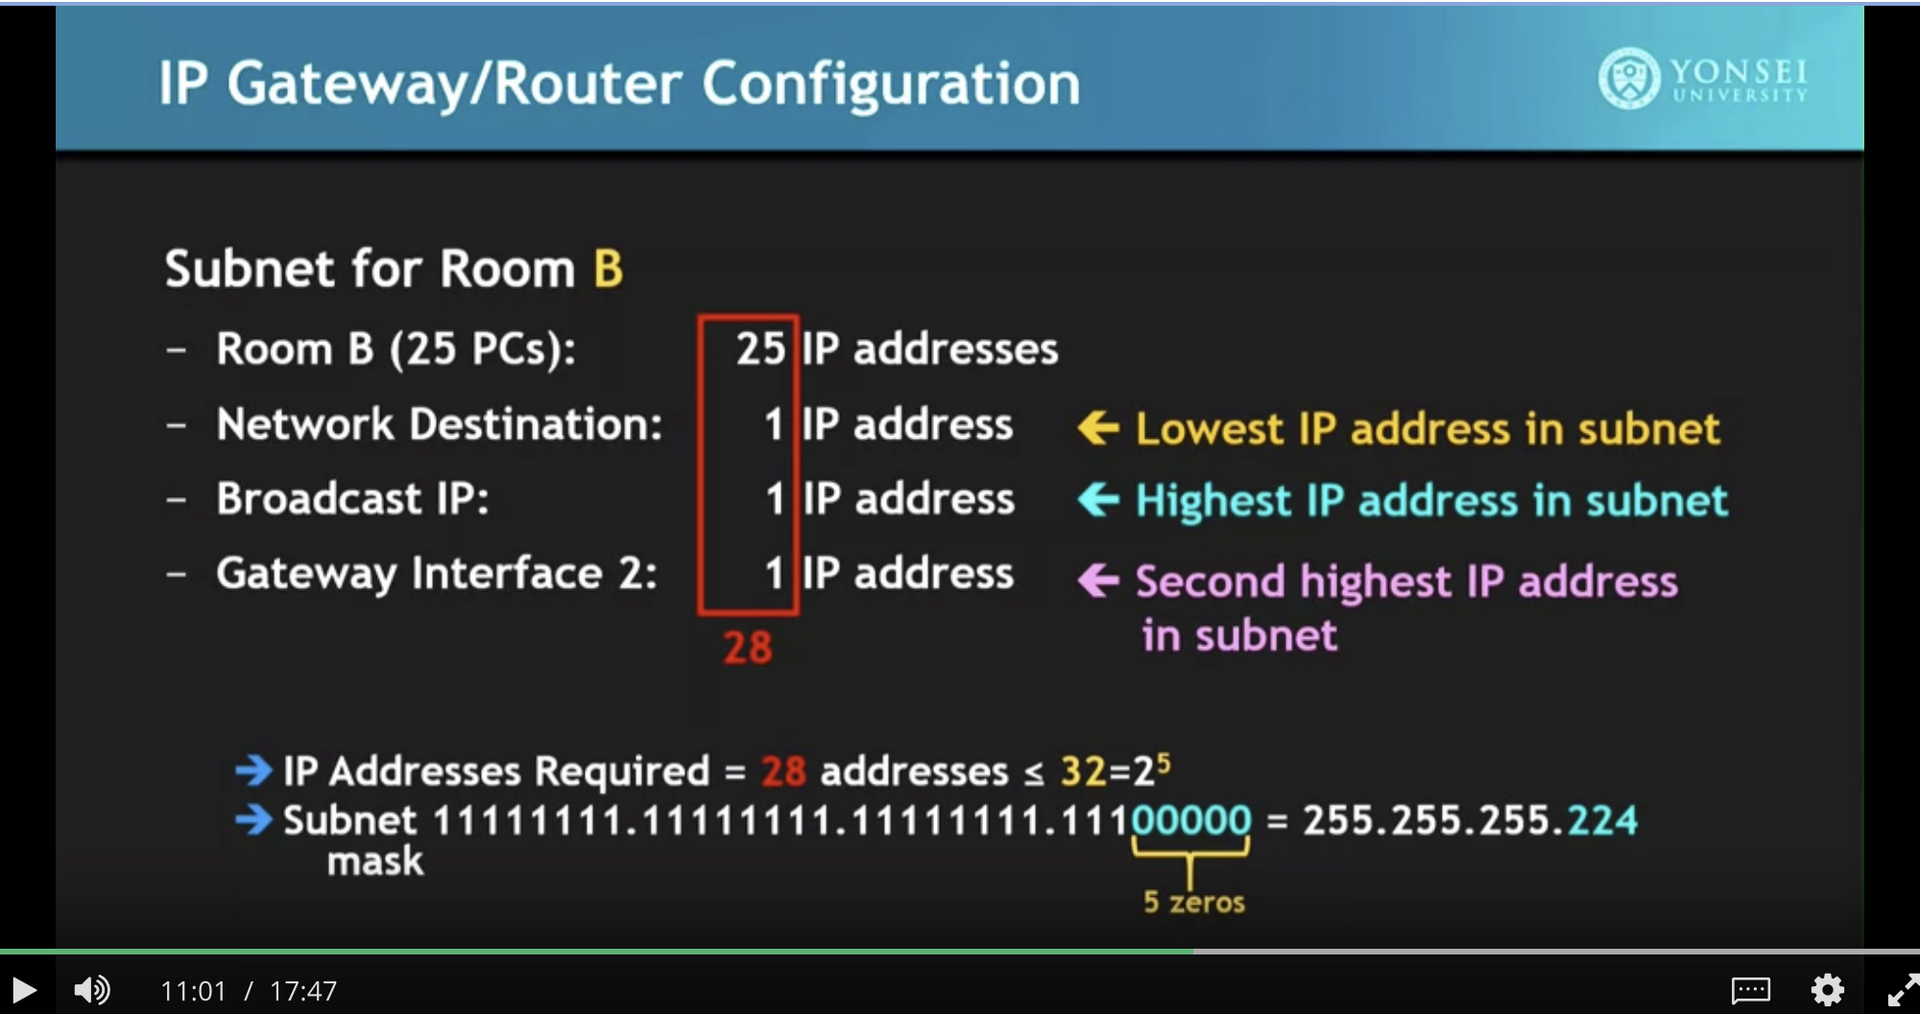 IP Gateway/Router Configuration
YONSEI
UNIVERSITY
Subnet for Room B
– Room B (25 PCs): 25 IP addresses
– Network Destination: 1 IP address ← Lowest IP address in subnet
– Broadcast IP: 1 IP address ← Highest IP address in subnet
– Gateway Interface 2: 1 IP address ← Second highest IP address
in subnet
28
→ IP Addresses Required = 28 addresses ≤ 32=2⁵
→ Subnet 11111111.11111111.11111111.11100000 = 255.255.255.224
mask
5 zeros
11:01 / 17:47